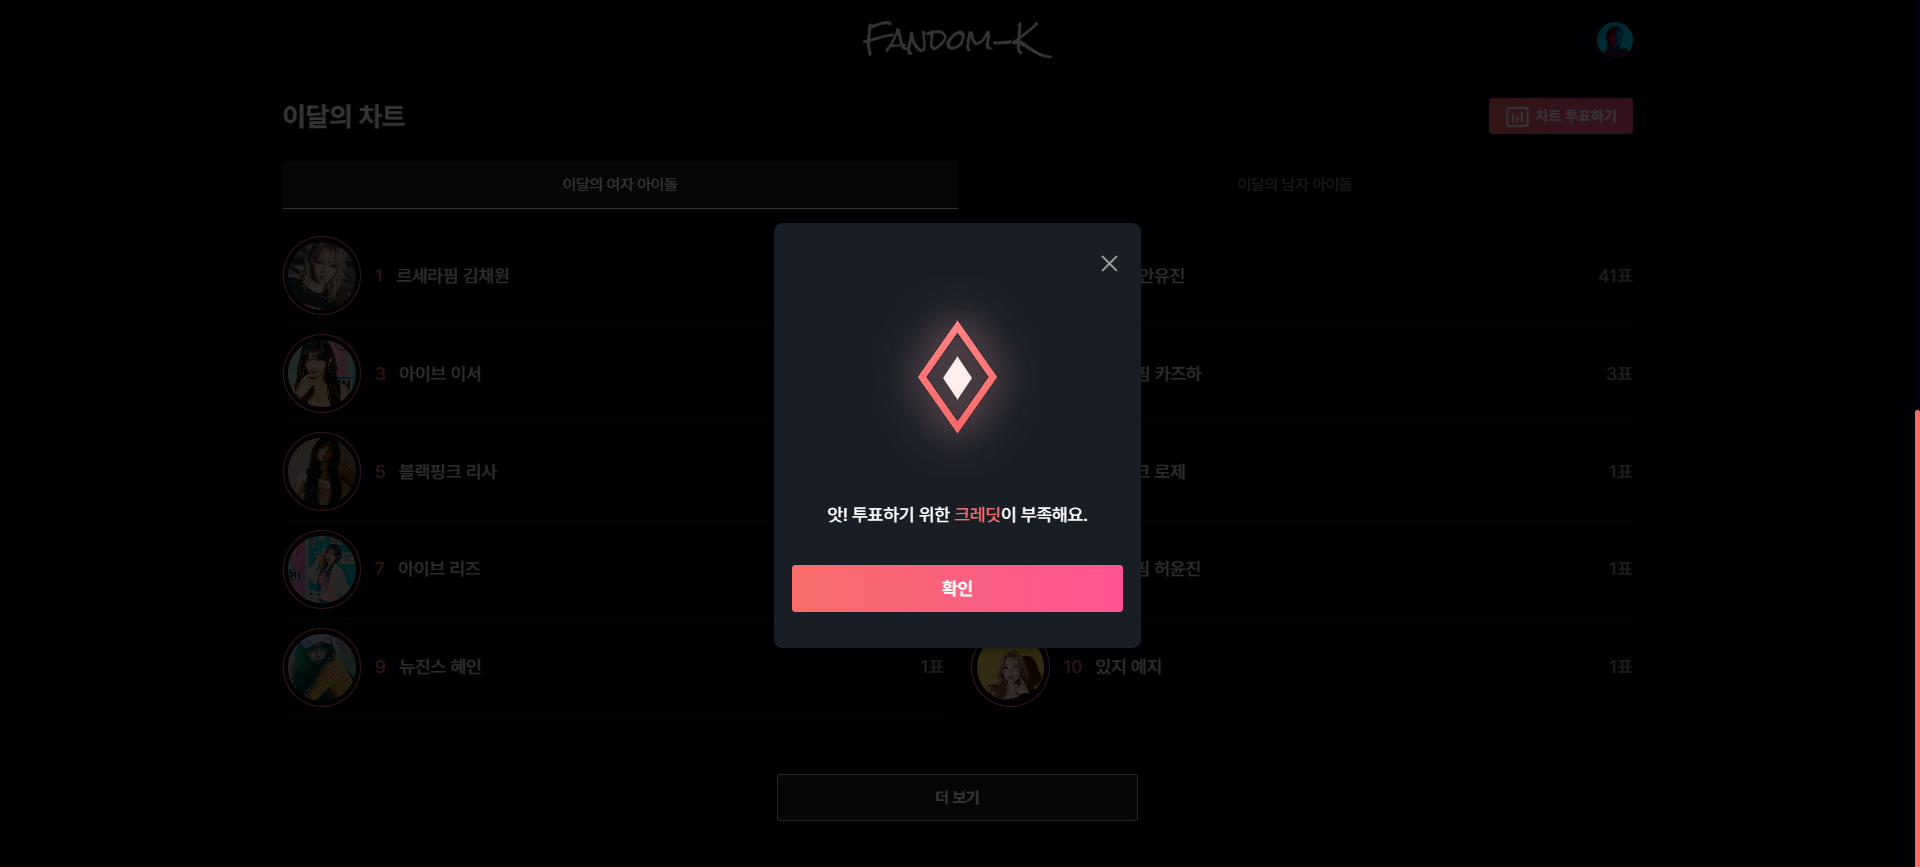 FANDOM-K
이달의 차트
차트 투표하기
이달의 여자 아이돌
이달의 남자 아이돌
1 르세라핌 김채원
안유진 41표
3 아이브 이서
카즈하 3표
5 블랙핑크 리사
로제 1표
7 아이브 리즈
허윤진 1표
9 뉴진스 혜인 1표
10 있지 예지 1표
앗! 투표하기 위한 크레딧이 부족해요.
확인
더 보기